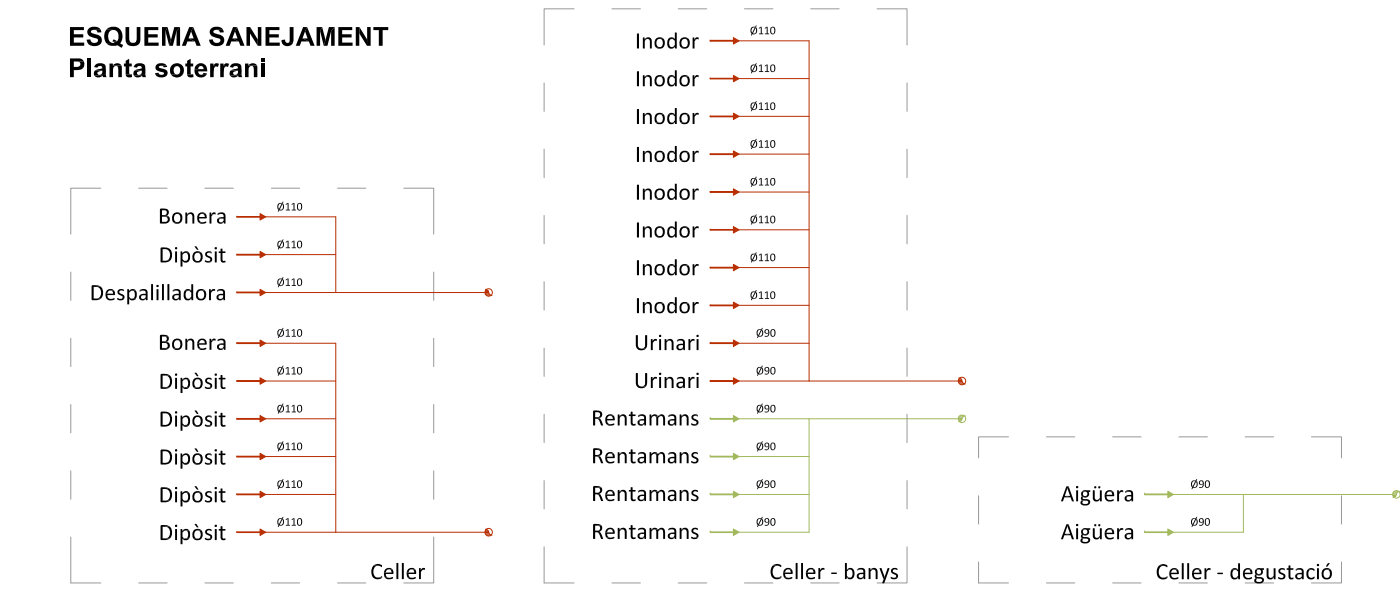 ESQUEMA SANEJAMENT
Planta soterrani
Bonera Ø110
Dipòsit Ø110
Despalilladora Ø110
Bonera Ø110
Dipòsit Ø110
Dipòsit Ø110
Dipòsit Ø110
Dipòsit Ø110
Dipòsit Ø110
Celler
Inodor Ø110
Inodor Ø110
Inodor Ø110
Inodor Ø110
Inodor Ø110
Inodor Ø110
Inodor Ø110
Inodor Ø110
Urinari Ø90
Urinari Ø90
Rentamans Ø90
Rentamans Ø90
Rentamans Ø90
Rentamans Ø90
Celler - banys
Aigüera Ø90
Aigüera Ø90
Celler - degustació